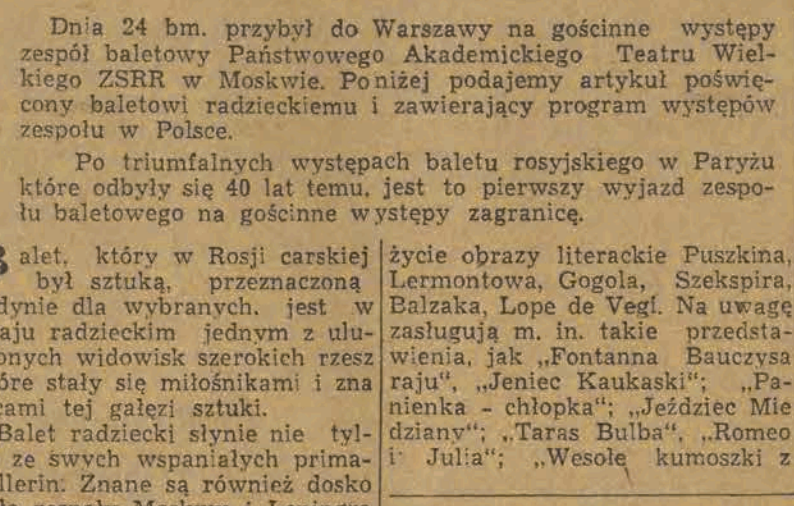 Dnia 24 bm. przybył do Warszawy na gościnne występy
zespół baletowy Państwowego Akademickiego Teatru Wiel-
kiego ZSRR w Moskwie. Poniżej podajemy artykuł poświę-
cony baletowi radzieckiemu i zawierający program występów
zespołu w Polsce.
Po triumfalnych występach baletu rosyjskiego w Paryżu
które odbyły się 40 lat temu, jest to pierwszy wyjazd zespo-
łu baletowego na gościnne występy zagranicę.
alet, który w Rosji carskiej
był sztuką, przeznaczoną
dynie dla wybranych, jest w
aju radzieckim jednym z ulu-
onych widowisk szerokich rzesz
óre stały się miłośnikami i zna
cami tej gałęzi sztuki.
Balet radziecki słynie nie tyl-
ze swych wspaniałych prima-
llerin. Znane są również dosko
życie obrazy literackie Puszkina,
Lermontowa, Gogola, Szekspira,
Balzaka, Lope de Vegi. Na uwagę
zasługują m. in. takie przedsta-
wienia, jak „Fontanna Bauczysa
raju“, „Jeniec Kaukaski“; „Pa-
nienka - chłopka“; „Jeździec Mie
dziany“; „Taras Bulba“, „Romeo
i Julia“; „Wesołe kumoszki z